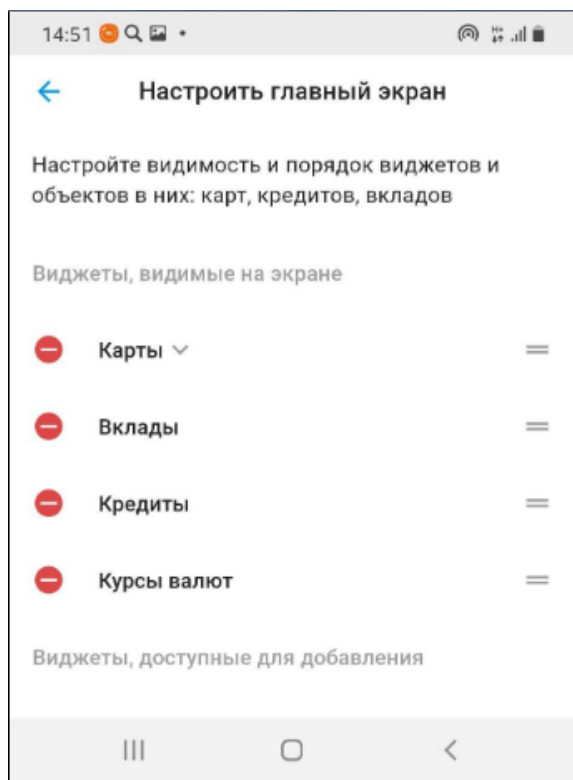 14:51
Настроить главный экран
Настройте видимость и порядок виджетов и
объектов в них: карт, кредитов, вкладов
Виджеты, видимые на экране
Карты
Вклады
Кредиты
Курсы валют
Виджеты, доступные для добавления